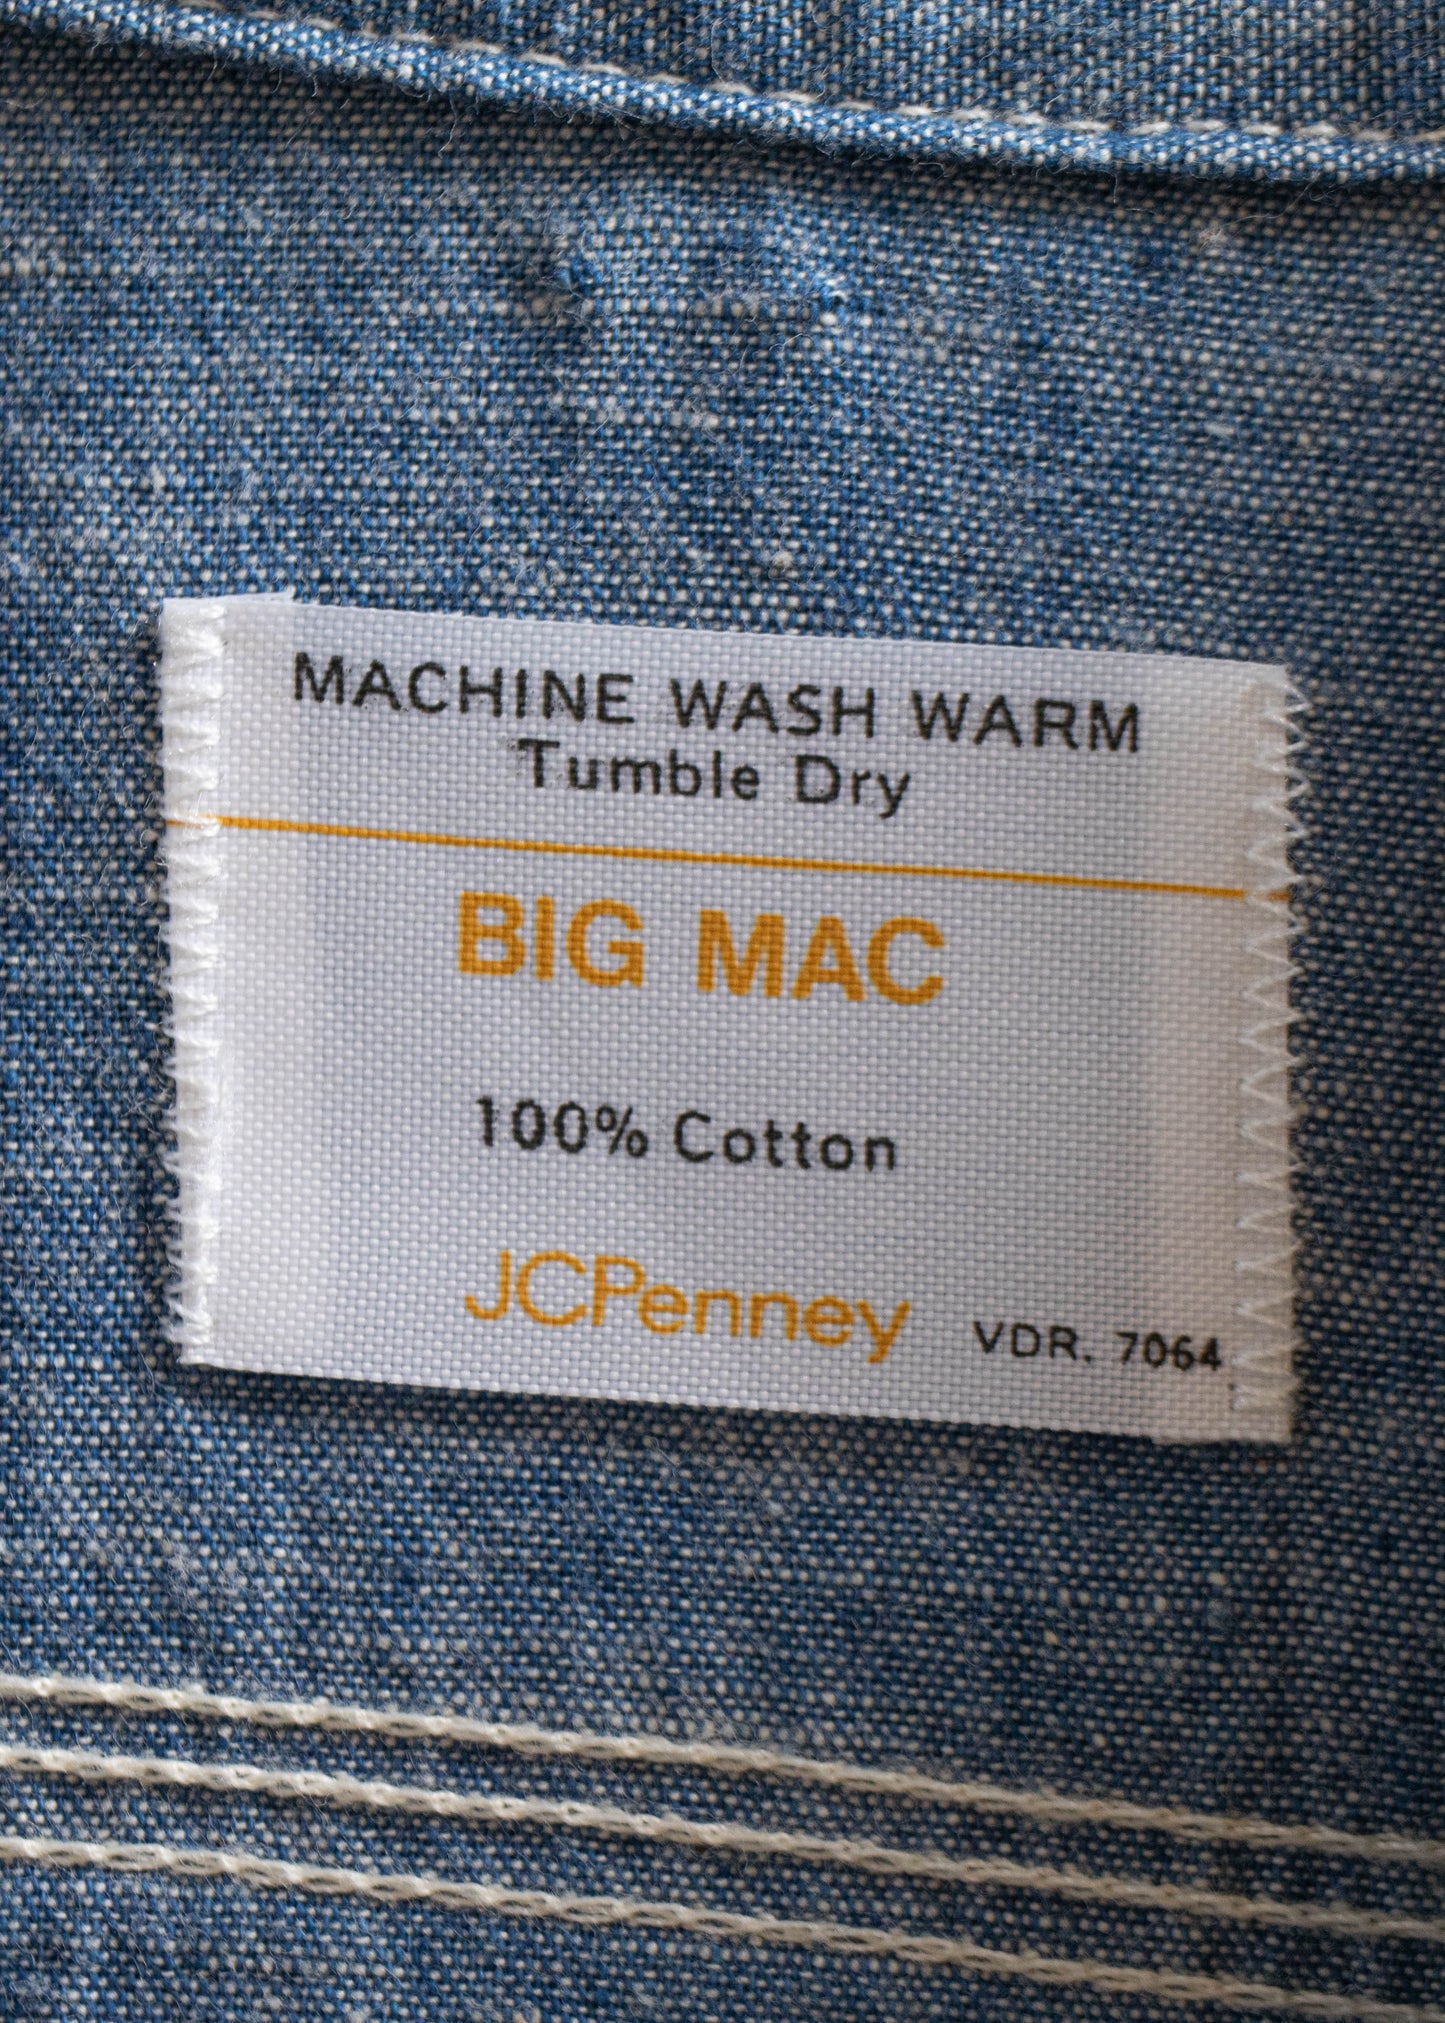 MACHINE WASH WARM
Tumble Dry
BIG MAC
100% Cotton
JCPenney VDR. 7064